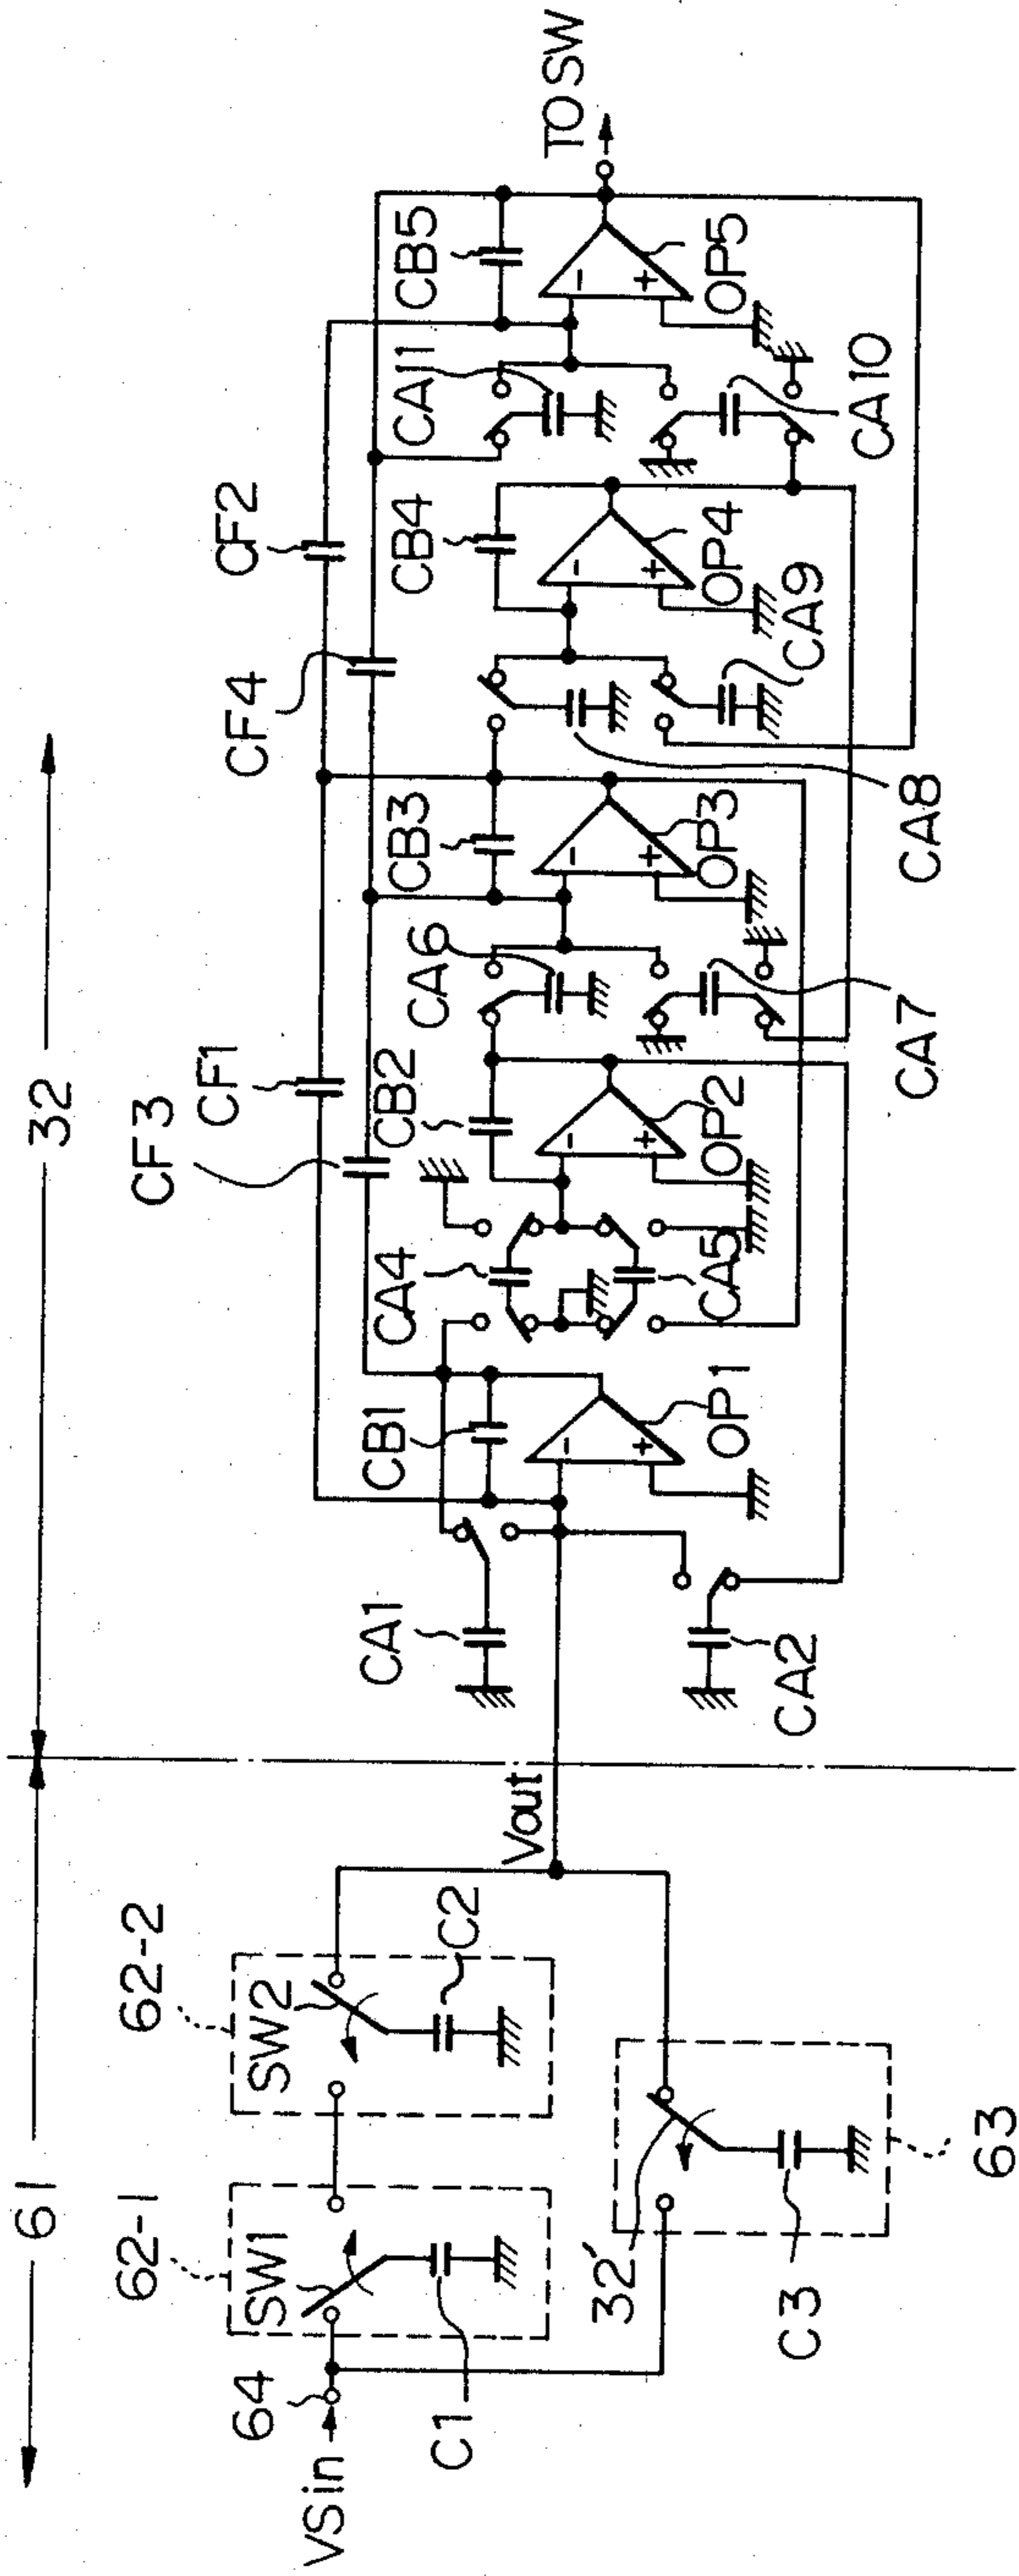 61
32
VSin
64
62-1
SW1
C1
62-2
SW2
C2
32'
C3
63
Vout
CA1
CA2
CF3
CF1
CB1
OP1
CA4
CA5
CB2
OP2
CA6
CA7
CB3
OP3
CF4
CF2
CA8
CA9
CB4
OP4
CA11
CA10
CB5
OP5
TO SW
-
+
-
+
-
+
-
+
-
+